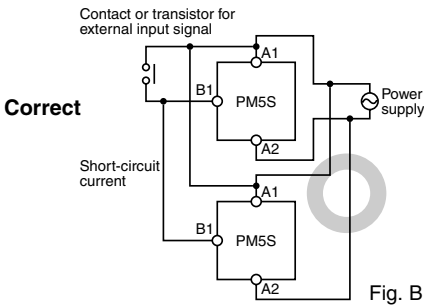 Contact or transistor for
external input signal
A1
B1
PM5S
Power
supply
Correct
A2
Short-circuit
current
A1
B1
PM5S
A2
Fig. B